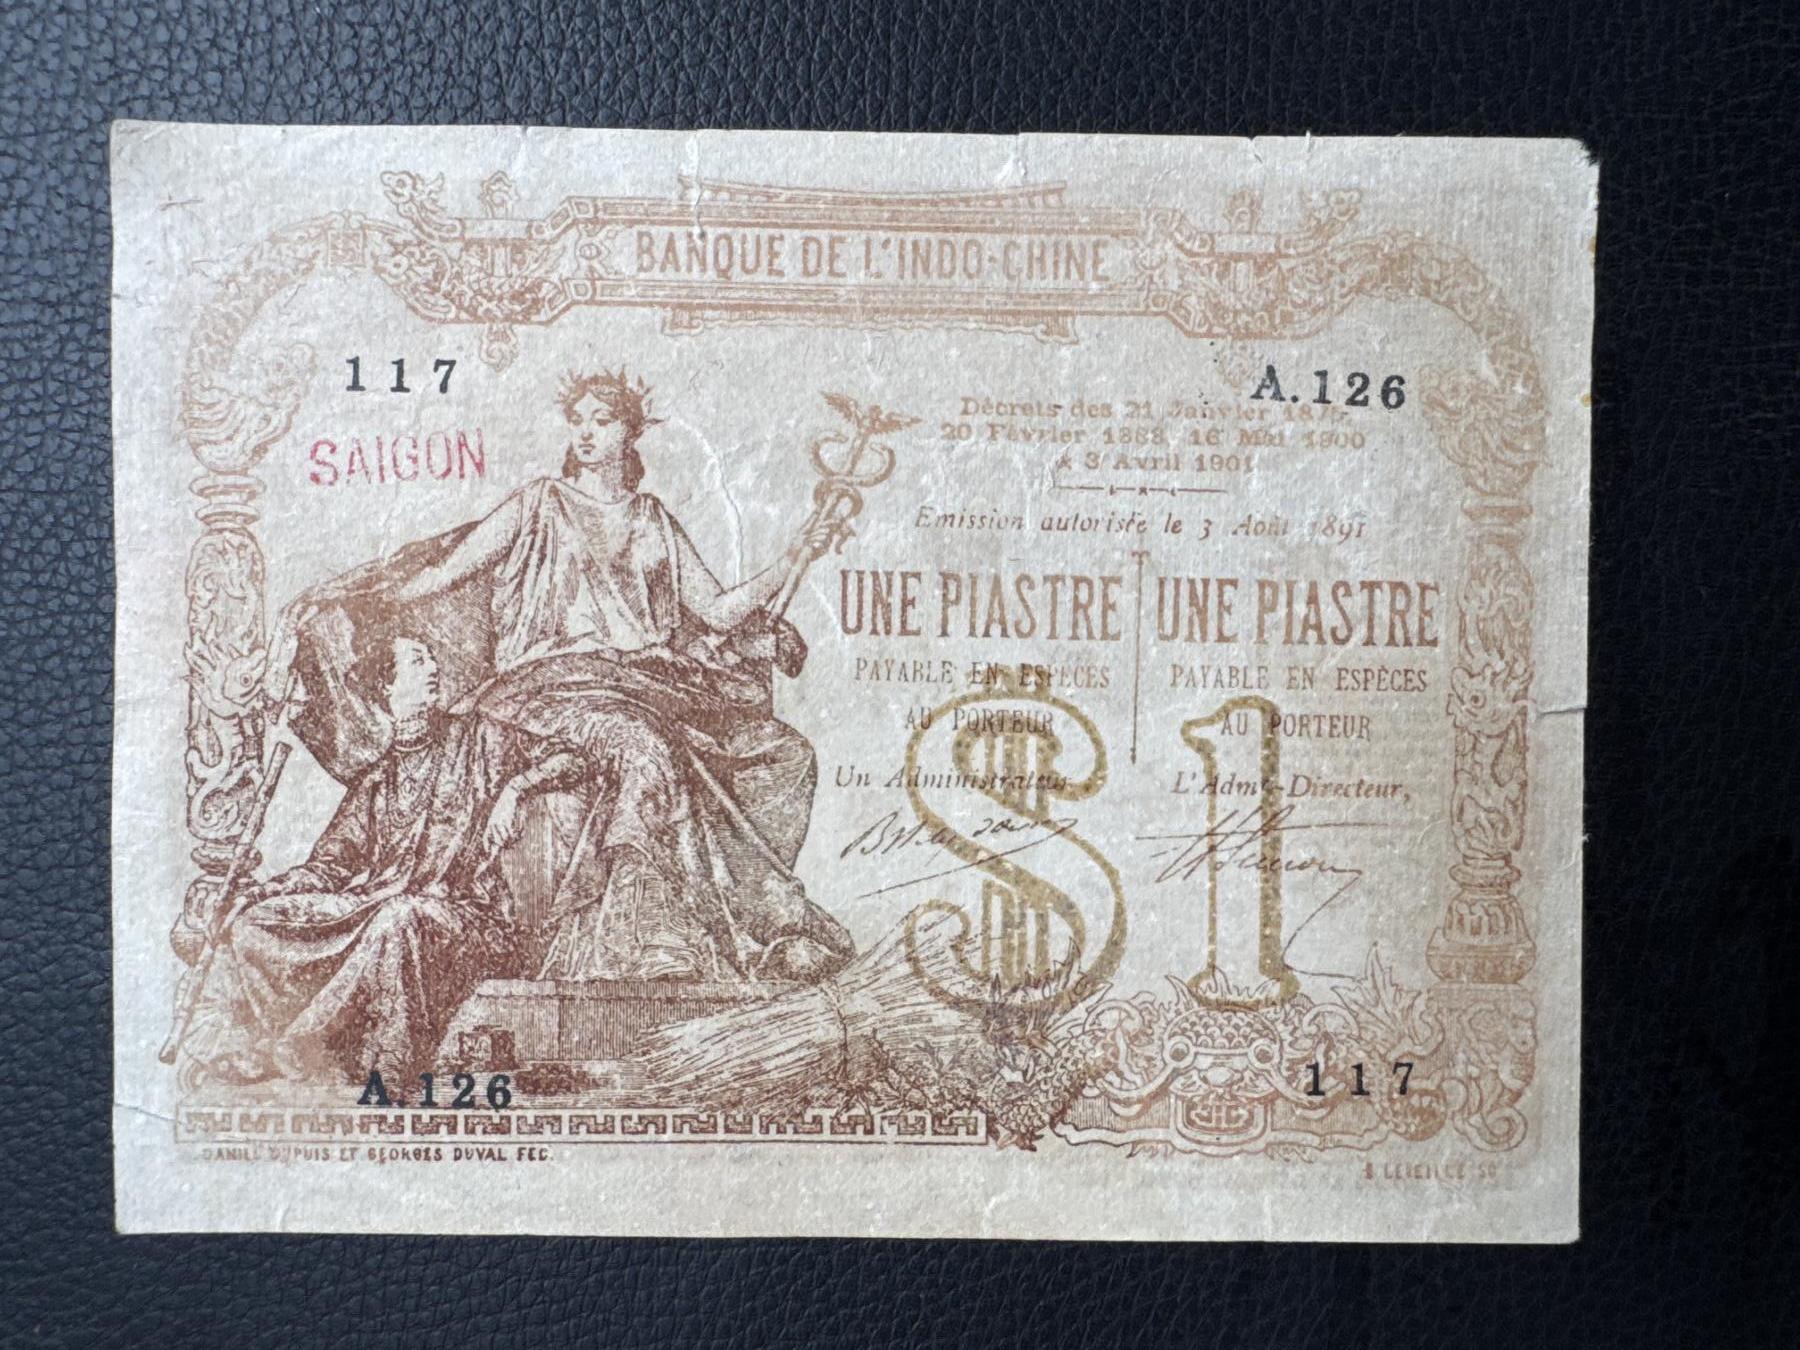 BANQUE DE L'INDO-CHINE
117
A.126
SAIGON
Décrets des 21 Janvier 1875
20 Février 1888, 16 Mai 1900
& 3 Avril 1901
Emission autorisée le 3 Août 1891
UNE PIASTRE
UNE PIASTRE
PAYABLE EN ESPÈCES
PAYABLE EN ESPÈCES
AU PORTEUR
AU PORTEUR
Un Administrateur
L'Admr-Directeur,
$1
A.126
117
DANIEL DUPUIS ET GEORGES DUVAL FEC.